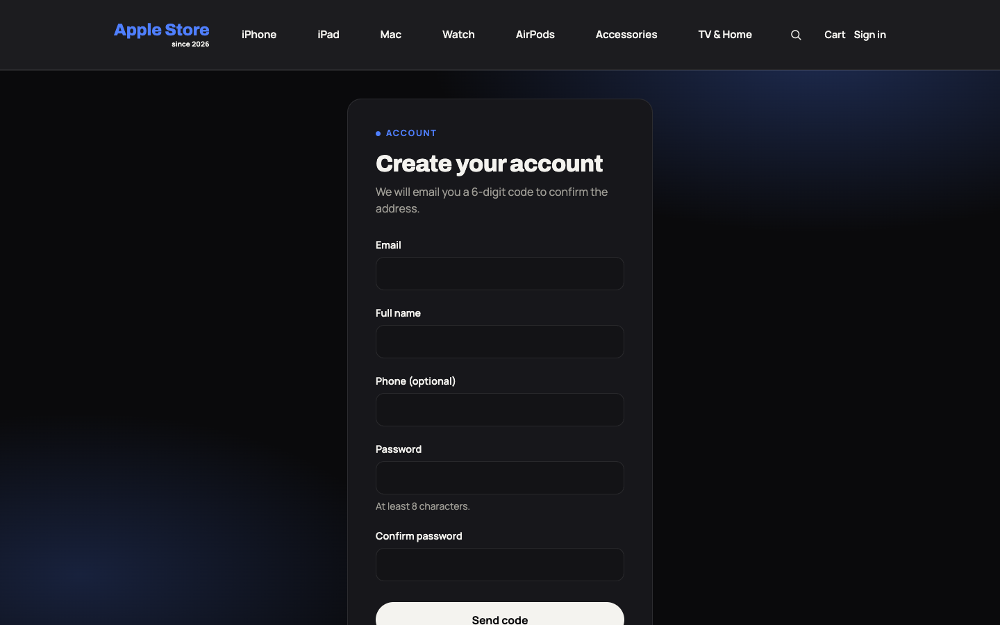 Apple Store
since 2026
iPhone
iPad
Mac
Watch
AirPods
Accessories
TV & Home
Cart
Sign in
ACCOUNT
Create your account
We will email you a 6-digit code to confirm the
address.
Email
Full name
Phone (optional)
Password
At least 8 characters.
Confirm password
Send code